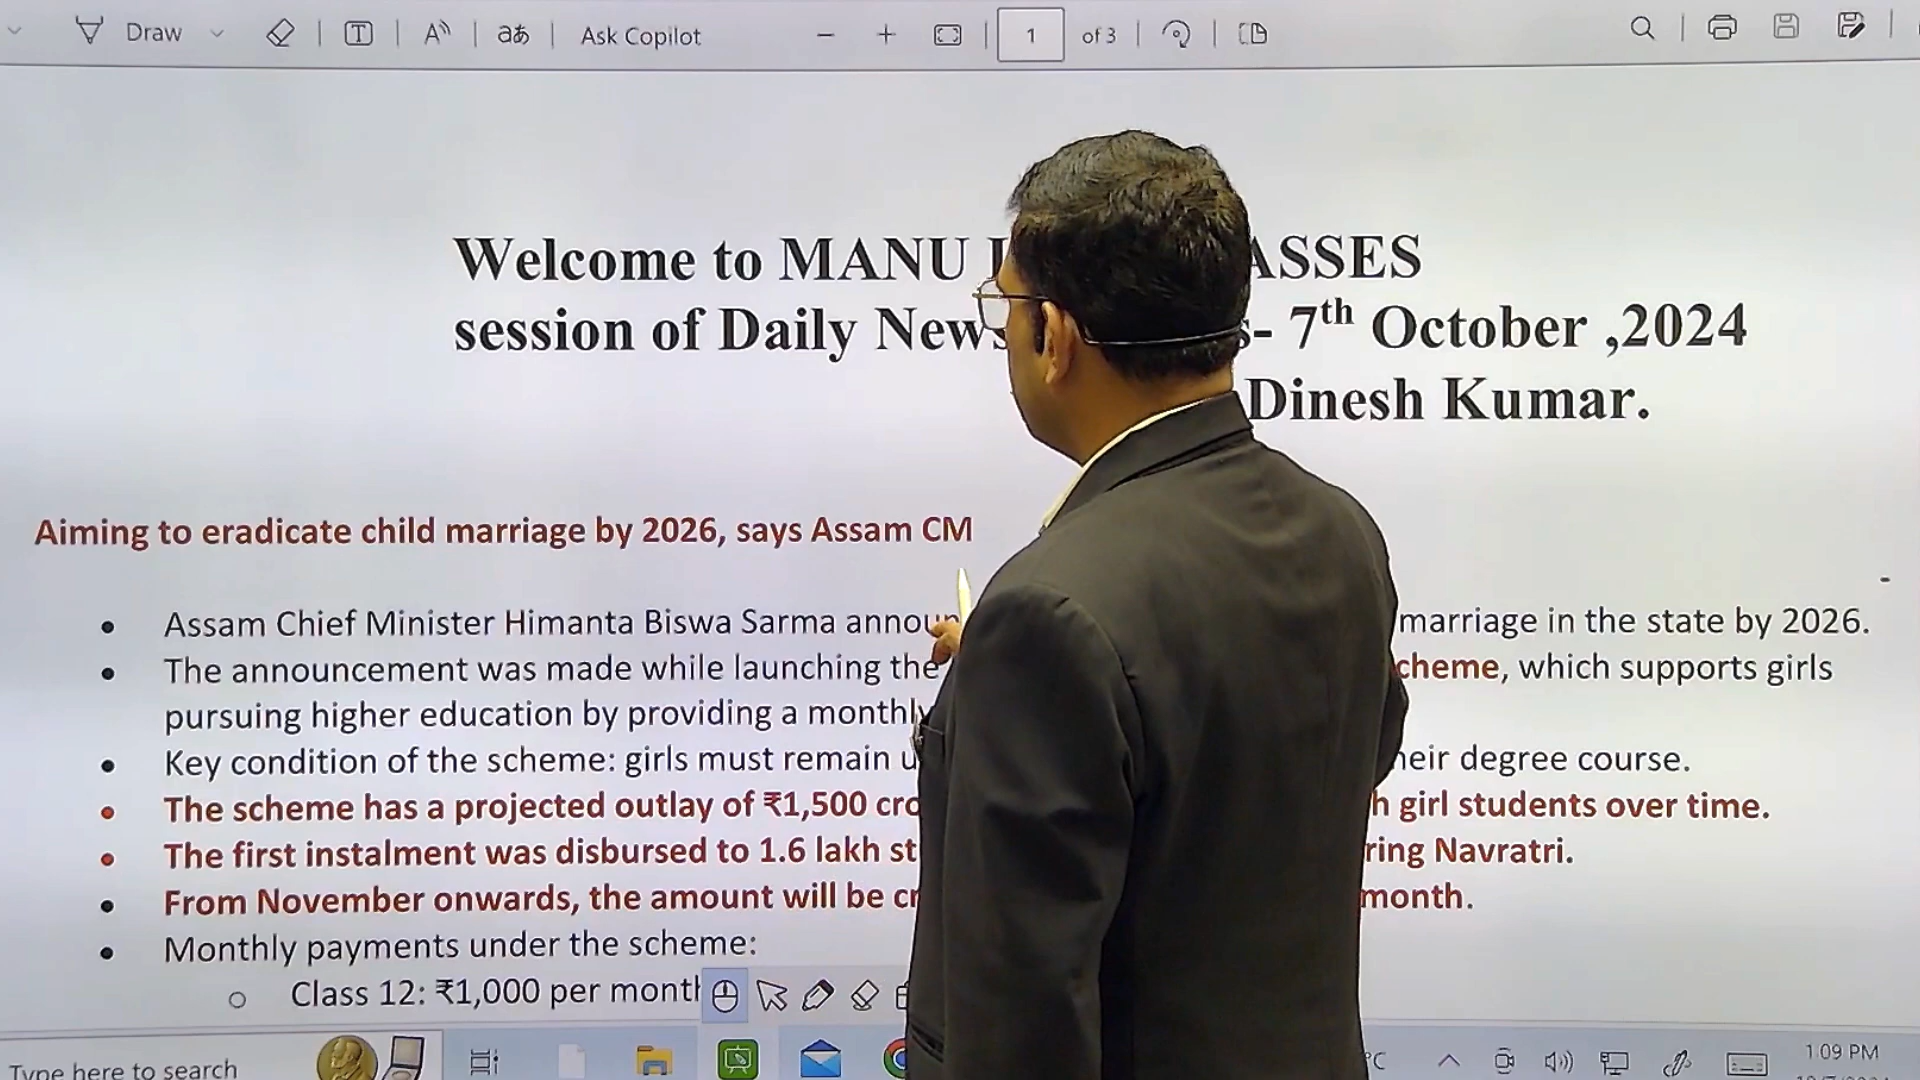 Draw
Ask Copilot
1 of 3
Welcome to MANU ASSES
session of Daily News - 7th October ,2024
Dinesh Kumar.
Aiming to eradicate child marriage by 2026, says Assam CM
• Assam Chief Minister Himanta Biswa Sarma marriage in the state by 2026.
• The announcement was made while launching the cheme, which supports girls
pursuing higher education by providing a monthly
• Key condition of the scheme: girls must remain heir degree course.
• The scheme has a projected outlay of ₹1,500 cro girl students over time.
• The first instalment was disbursed to 1.6 lakh ring Navratri.
• From November onwards, the amount will be month.
• Monthly payments under the scheme:
o Class 12: ₹1,000 per month
Type here to search
1:09 PM